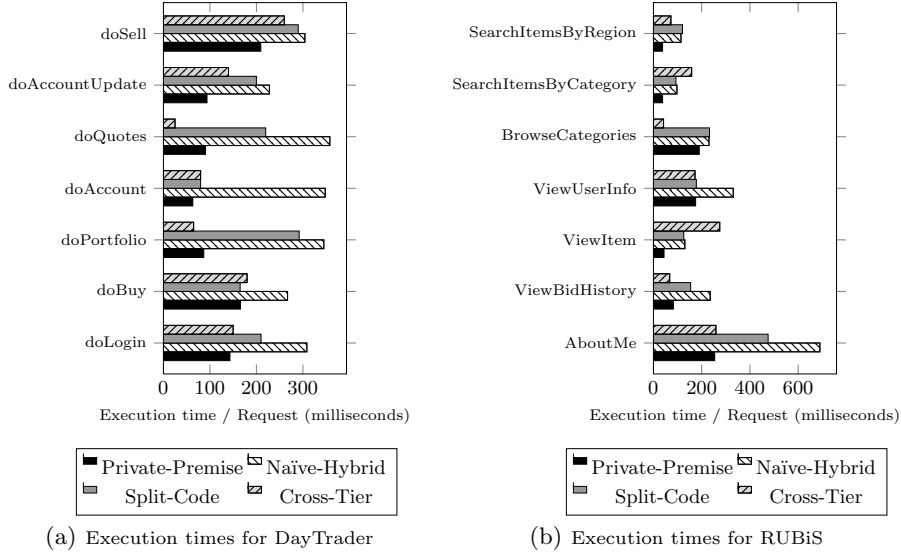 doSell
doAccountUpdate
doQuotes
doAccount
doPortfolio
doBuy
doLogin
0 100 200 300
Execution time / Request (milliseconds)
Private-Premise Naïve-Hybrid
Split-Code Cross-Tier
(a) Execution times for DayTrader
SearchItemsByRegion
SearchItemsByCategory
BrowseCategories
ViewUserInfo
ViewItem
ViewBidHistory
AboutMe
0 200 400 600
Execution time / Request (milliseconds)
Private-Premise Naïve-Hybrid
Split-Code Cross-Tier
(b) Execution times for RUBiS